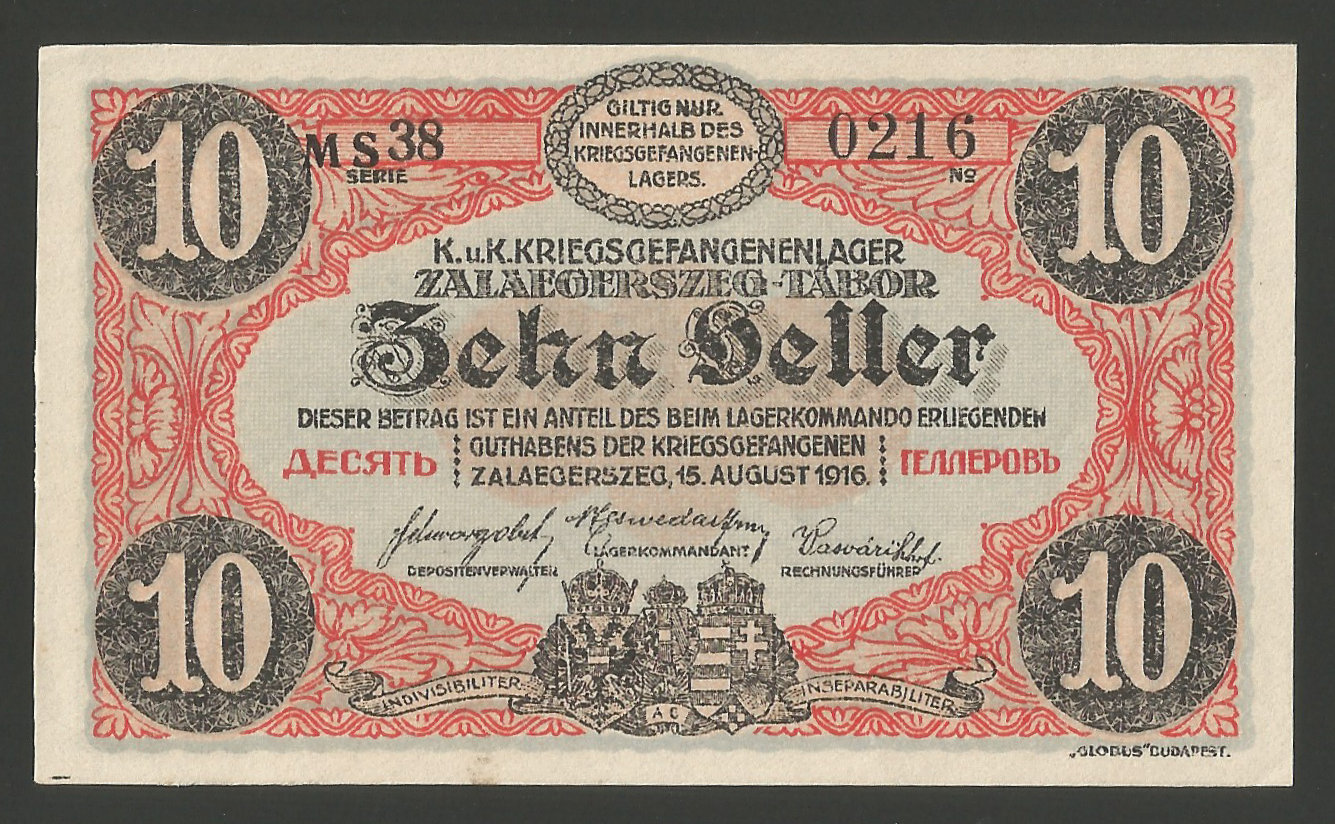 10
MS38
SERIE
GILTIG NUR
INNERHALB DES
KRIEGSGEFANGENEN-
LAGERS.
0216
No
10
K.u.K. KRIEGSGEFANGENENLAGER
ZALAEGERSZEG-TÁBOR
Zehn Heller
DIESER BETRAG IST EIN ANTEIL DES BEIM LAGERKOMMANDO ERLIEGENDEN
GUTHABENS DER KRIEGSGEFANGENEN
ДЕСЯТЬ
ГЕЛЛЕРОВЪ
ZALAEGERSZEG, 15. AUGUST 1916.
LAGERKOMMANDANT
DEPOSITENVERWALTER
RECHNUNGSFÜHRER
10
INDIVISIBILITER
AC
INSEPARABILITER
10
„GLOBUS" BUDAPEST.